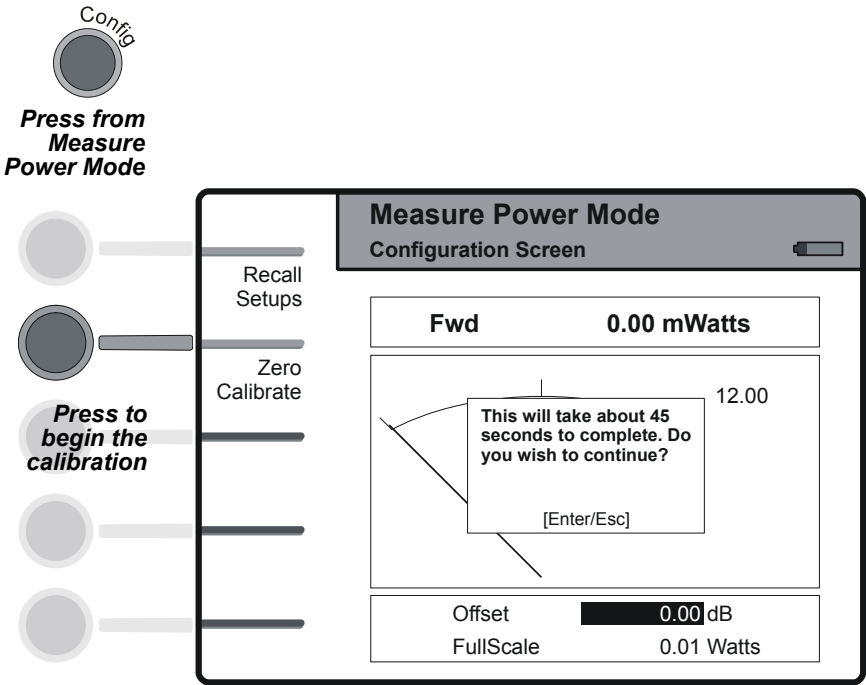 Config
Press from
Measure
Power Mode
Measure Power Mode
Configuration Screen
Recall
Setups
Fwd 0.00 mWatts
Zero
Calibrate
12.00
Press to
begin the
calibration
This will take about 45
seconds to complete. Do
you wish to continue?
[Enter/Esc]
Offset 0.00 dB
FullScale 0.01 Watts